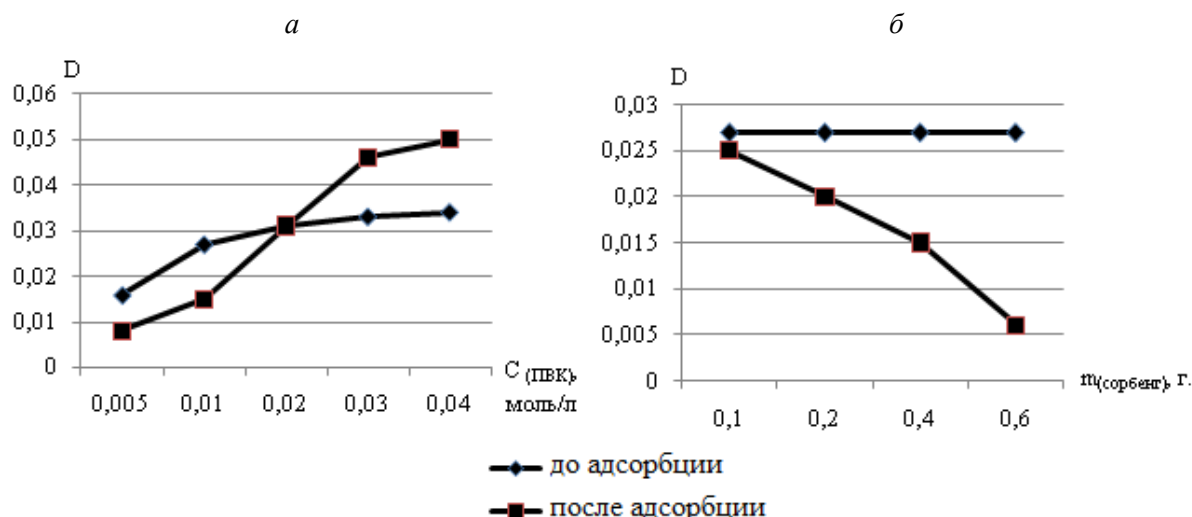 а
D
0,06
0,05
0,04
0,03
0,02
0,01
0
0,005 0,01 0,02 0,03 0,04
С (ПВК),
моль/л
б
D
0,03
0,025
0,02
0,015
0,01
0,005
0
0,1 0,2 0,4 0,6
m(сорбент), г.
до адсорбции
после адсорбции